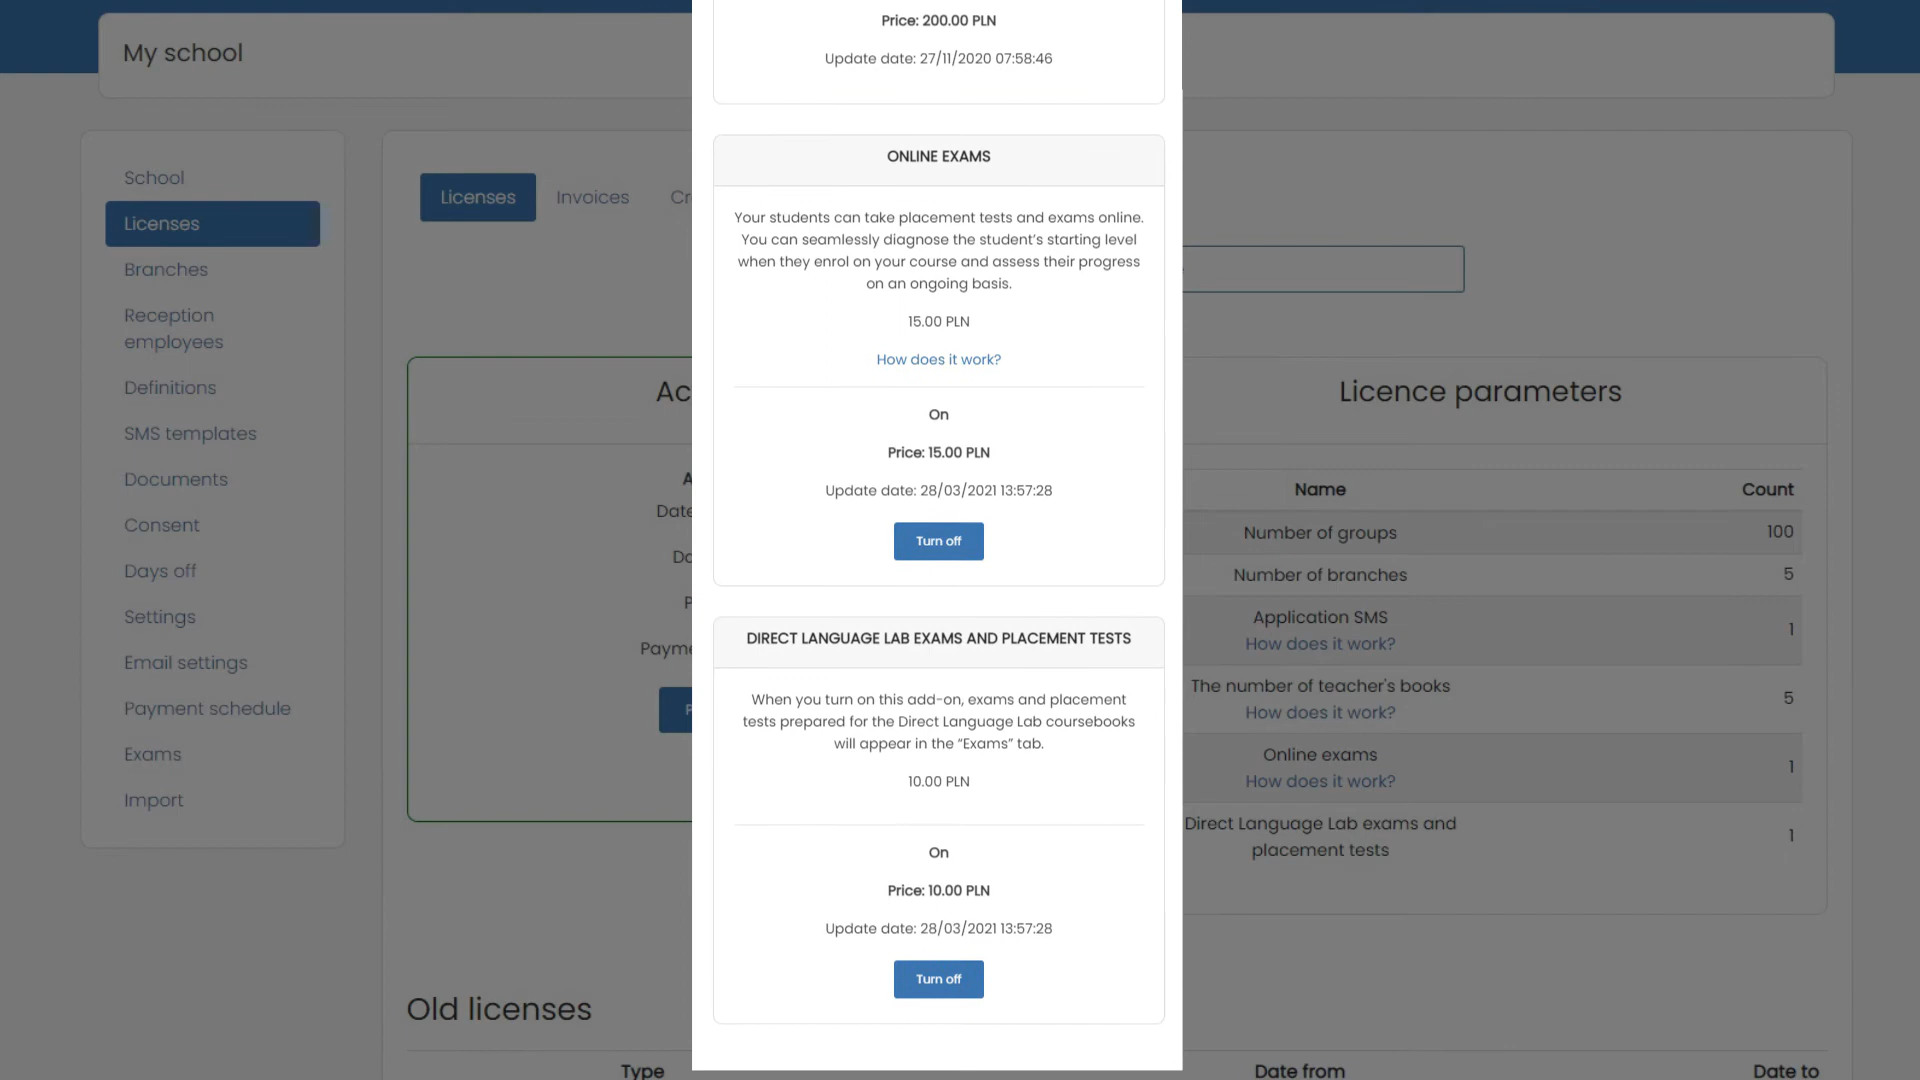 My school
School
Licenses
Branches
Reception
employees
Definitions
SMS templates
Documents
Consent
Days off
Settings
Email settings
Payment schedule
Exams
Import
Licenses
Invoices
Price: 200.00 PLN
Update date: 27/11/2020 07:58:46
ONLINE EXAMS
Your students can take placement tests and exams online.
You can seamlessly diagnose the student's starting level
when they enrol on your course and assess their progress
on an ongoing basis.
15.00 PLN
How does it work?
On
Price: 15.00 PLN
Update date: 28/03/2021 13:57:28
Turn off
DIRECT LANGUAGE LAB EXAMS AND PLACEMENT TESTS
When you turn on this add-on, exams and placement
tests prepared for the Direct Language Lab coursebooks
will appear in the “Exams” tab.
10.00 PLN
On
Price: 10.00 PLN
Update date: 28/03/2021 13:57:28
Turn off
Licence parameters
Name Count
Number of groups 100
Number of branches 5
Application SMS 1
How does it work?
The number of teacher's books 5
How does it work?
Online exams 1
How does it work?
Direct Language Lab exams and 1
placement tests
Old licenses
Type Date from Date to